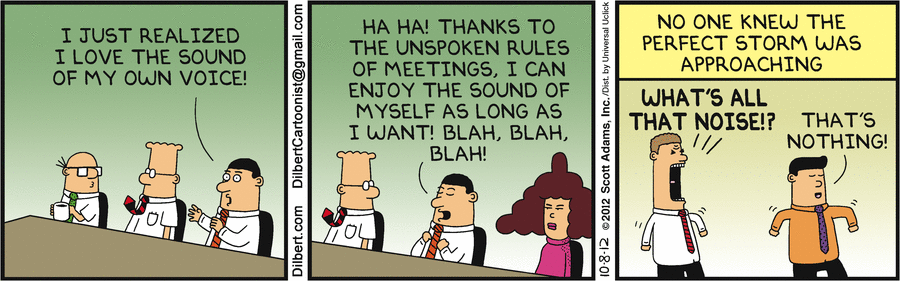 I JUST REALIZED
I LOVE THE SOUND
OF MY OWN VOICE!
Dilbert.com DilbertCartoonist@gmail.com
HA HA! THANKS TO
THE UNSPOKEN RULES
OF MEETINGS, I CAN
ENJOY THE SOUND OF
MYSELF AS LONG AS
I WANT! BLAH, BLAH,
BLAH!
10-8-12 © 2012 Scott Adams, Inc. /Dist. by Universal Uclick
NO ONE KNEW THE
PERFECT STORM WAS
APPROACHING
WHAT'S ALL
THAT NOISE!?
THAT'S
NOTHING!